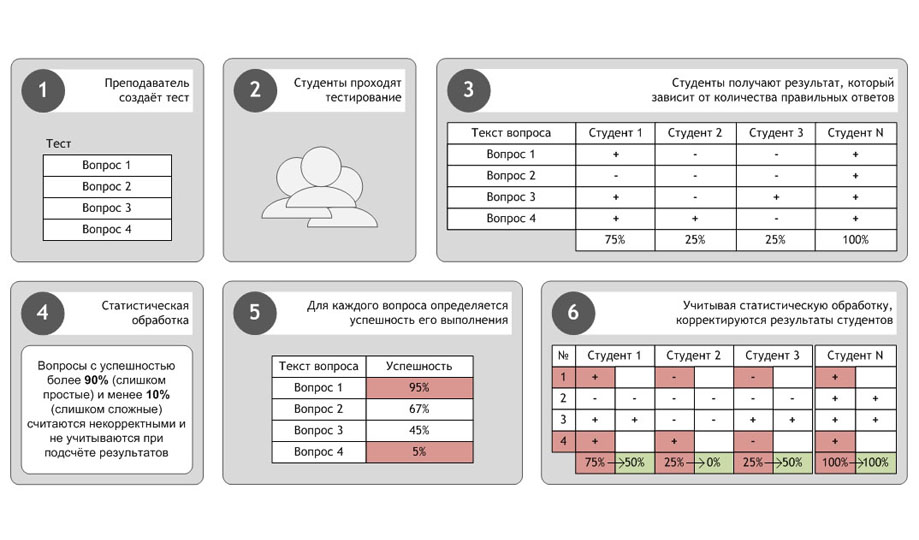 1
Преподаватель
создаёт тест
Тест
Вопрос 1
Вопрос 2
Вопрос 3
Вопрос 4
2
Студенты проходят
тестирование
3
Студенты получают результат, который
зависит от количества правильных ответов
Текст вопроса Студент 1 Студент 2 Студент 3 Студент N
Вопрос 1 + - - +
Вопрос 2 - - - +
Вопрос 3 + - + +
Вопрос 4 + + - +
75% 25% 25% 100%
4
Статистическая
обработка
Вопросы с успешностью
более 90% (слишком
простые) и менее 10%
(слишком сложные)
считаются некорректными и
не учитываются при
подсчёте результатов
5
Для каждого вопроса определяется
успешность его выполнения
Текст вопроса Успешность
Вопрос 1 95%
Вопрос 2 67%
Вопрос 3 45%
Вопрос 4 5%
6
Учитывая статистическую обработку,
корректируются результаты студентов
№ Студент 1 Студент 2 Студент 3 Студент N
1 + - - +
2 - - - - - - + +
3 + + - - + + + +
4 + + - +
75%→50% 25%→0% 25%→50% 100%→100%